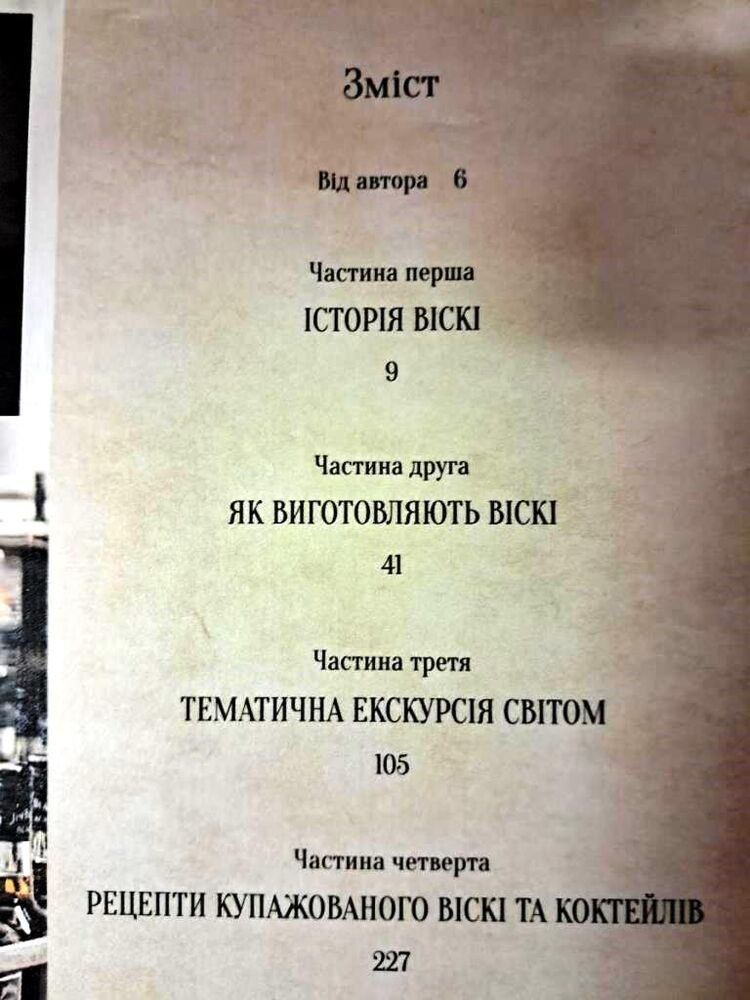 Зміст
Від автора 6
Частина перша
ІСТОРІЯ ВІСКІ
9
Частина друга
ЯК ВИГОТОВЛЯЮТЬ ВІСКІ
41
Частина третя
ТЕМАТИЧНА ЕКСКУРСІЯ СВІТОМ
105
Частина четверта
РЕЦЕПТИ КУПАЖОВАНОГО ВІСКІ ТА КОКТЕЙЛІВ
227